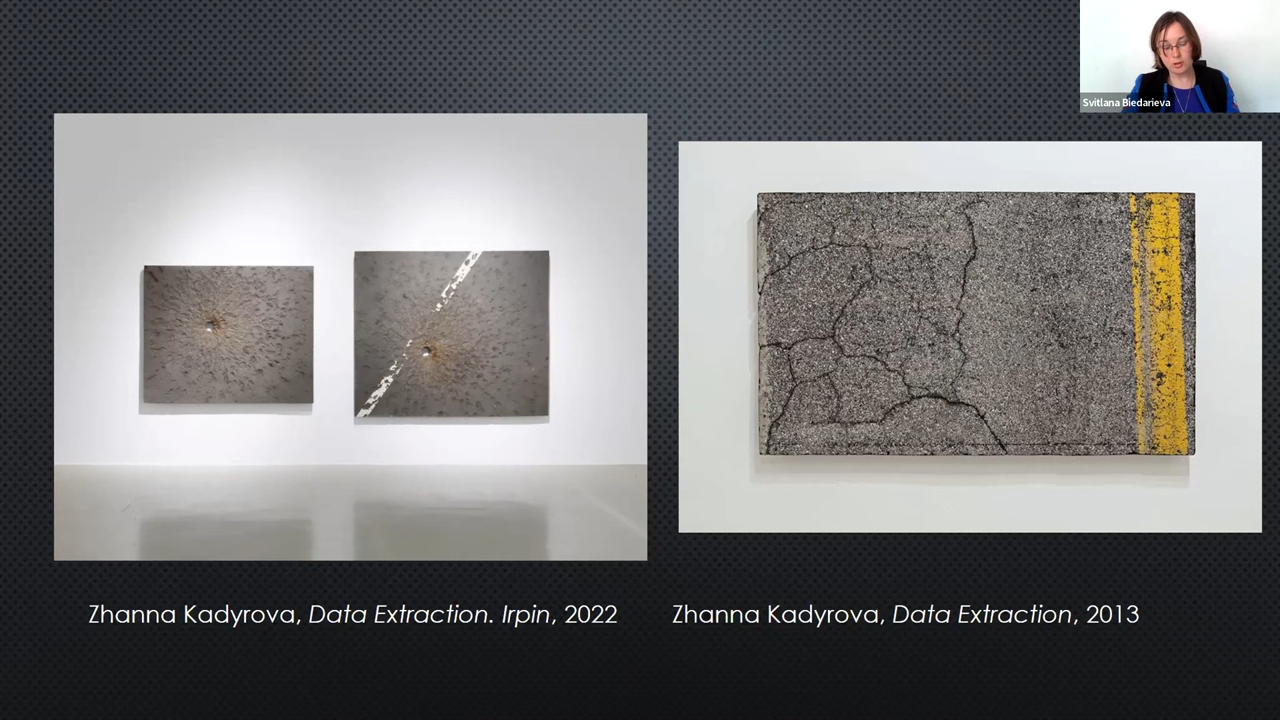 Svitlana Biedarieva
Zhanna Kadyrova, Data Extraction. Irpin, 2022
Zhanna Kadyrova, Data Extraction, 2013